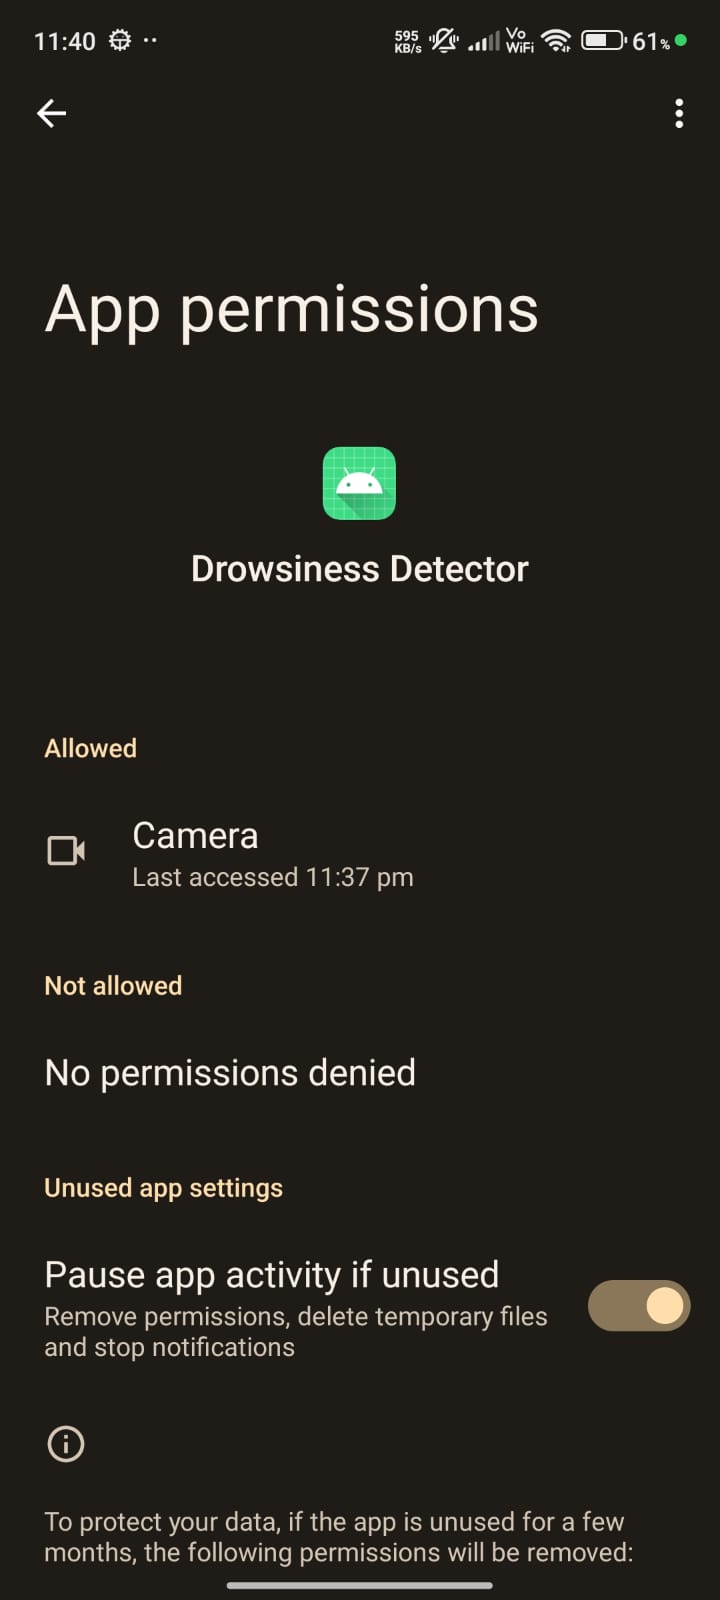 11:40
595 KB/s
Vo WiFi
61%
App permissions
Drowsiness Detector
Allowed
Camera
Last accessed 11:37 pm
Not allowed
No permissions denied
Unused app settings
Pause app activity if unused
Remove permissions, delete temporary files
and stop notifications
To protect your data, if the app is unused for a few
months, the following permissions will be removed: